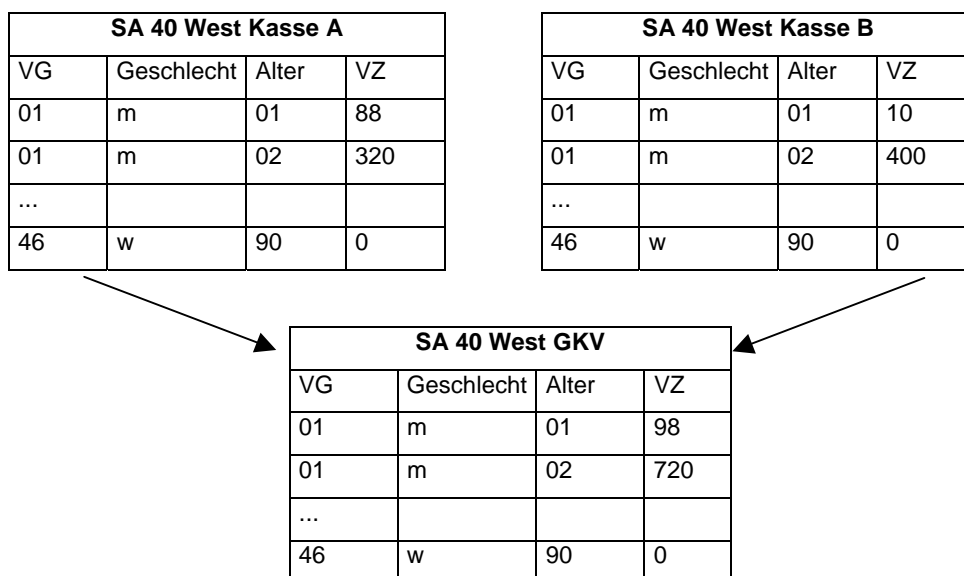 SA 40 West Kasse A
VG Geschlecht Alter VZ
01 m 01 88
01 m 02 320
...
46 w 90 0
SA 40 West Kasse B
VG Geschlecht Alter VZ
01 m 01 10
01 m 02 400
...
46 w 90 0
SA 40 West GKV
VG Geschlecht Alter VZ
01 m 01 98
01 m 02 720
...
46 w 90 0